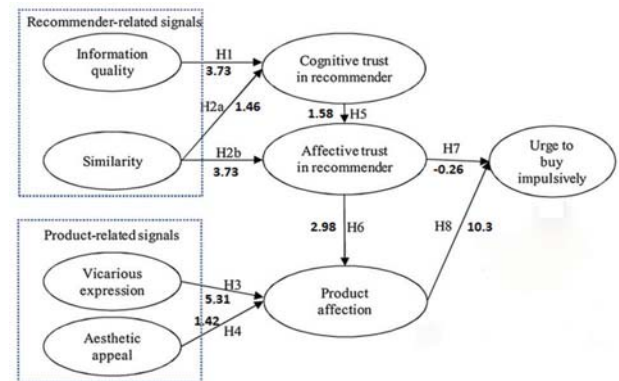 Recommender-related signals
Information
quality
H1
3.73
Cognitive trust
in recommender
H2a
1.46
1.58
H5
Similarity
H2b
3.73
Affective trust
in recommender
H7
-0.26
Urge to
buy
impulsively
2.98
H6
H8
10.3
Product-related signals
Vicarious
expression
H3
5.31
Product
affection
1.42
H4
Aesthetic
appeal